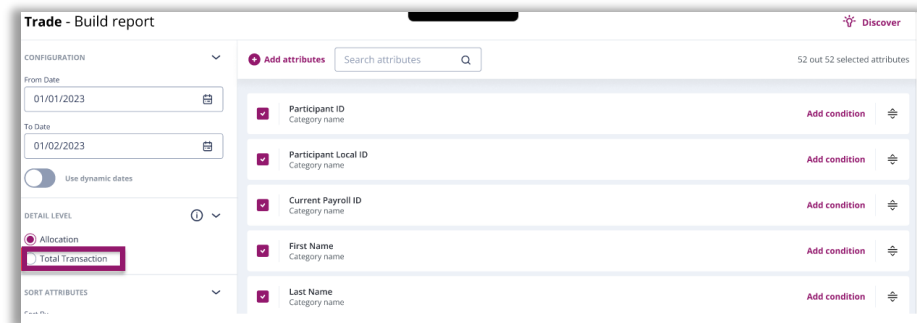 Trade - Build report
Discover
CONFIGURATION
From Date
01/01/2023
To Date
01/02/2023
Use dynamic dates
DETAIL LEVEL
Allocation
Total Transaction
SORT ATTRIBUTES
Sort By
Add attributes
Search attributes
52 out 52 selected attributes
Participant ID
Category name
Add condition
Participant Local ID
Category name
Add condition
Current Payroll ID
Category name
Add condition
First Name
Category name
Add condition
Last Name
Category name
Add condition